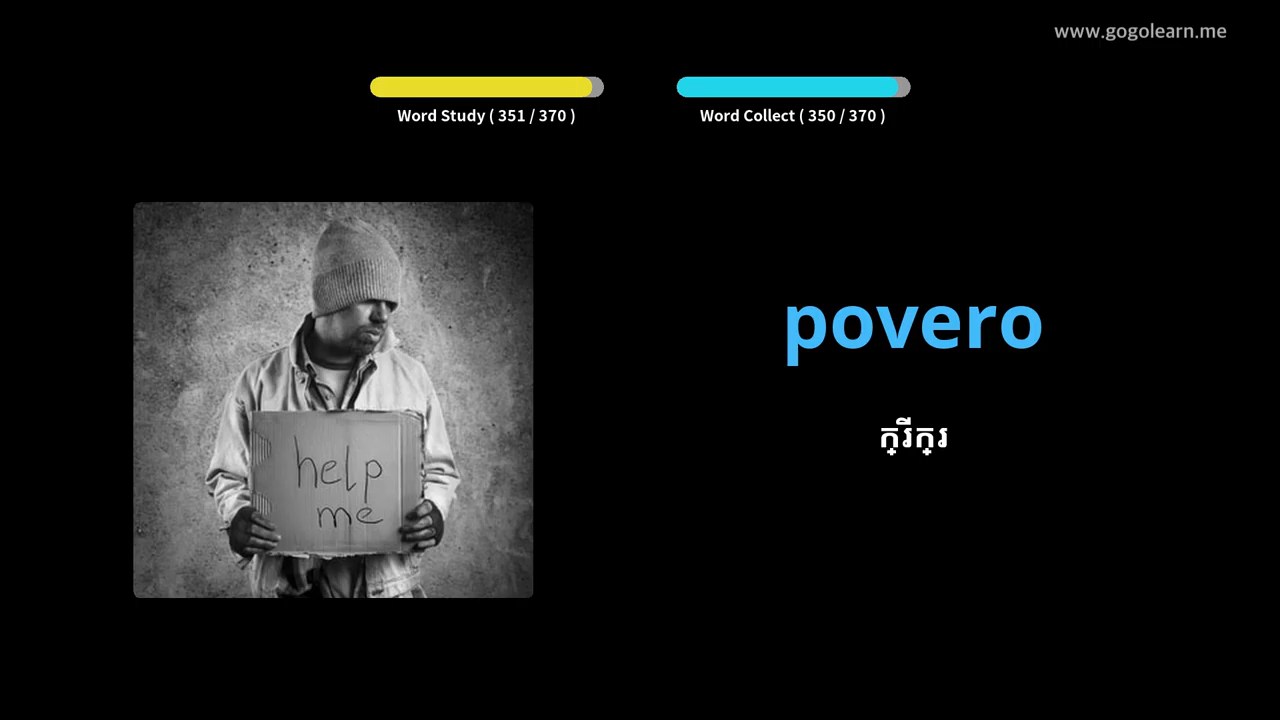 www.gogolearn.me
Word Study ( 351 / 370 )
Word Collect ( 350 / 370 )
povero
ក្រីក្រ
help
me